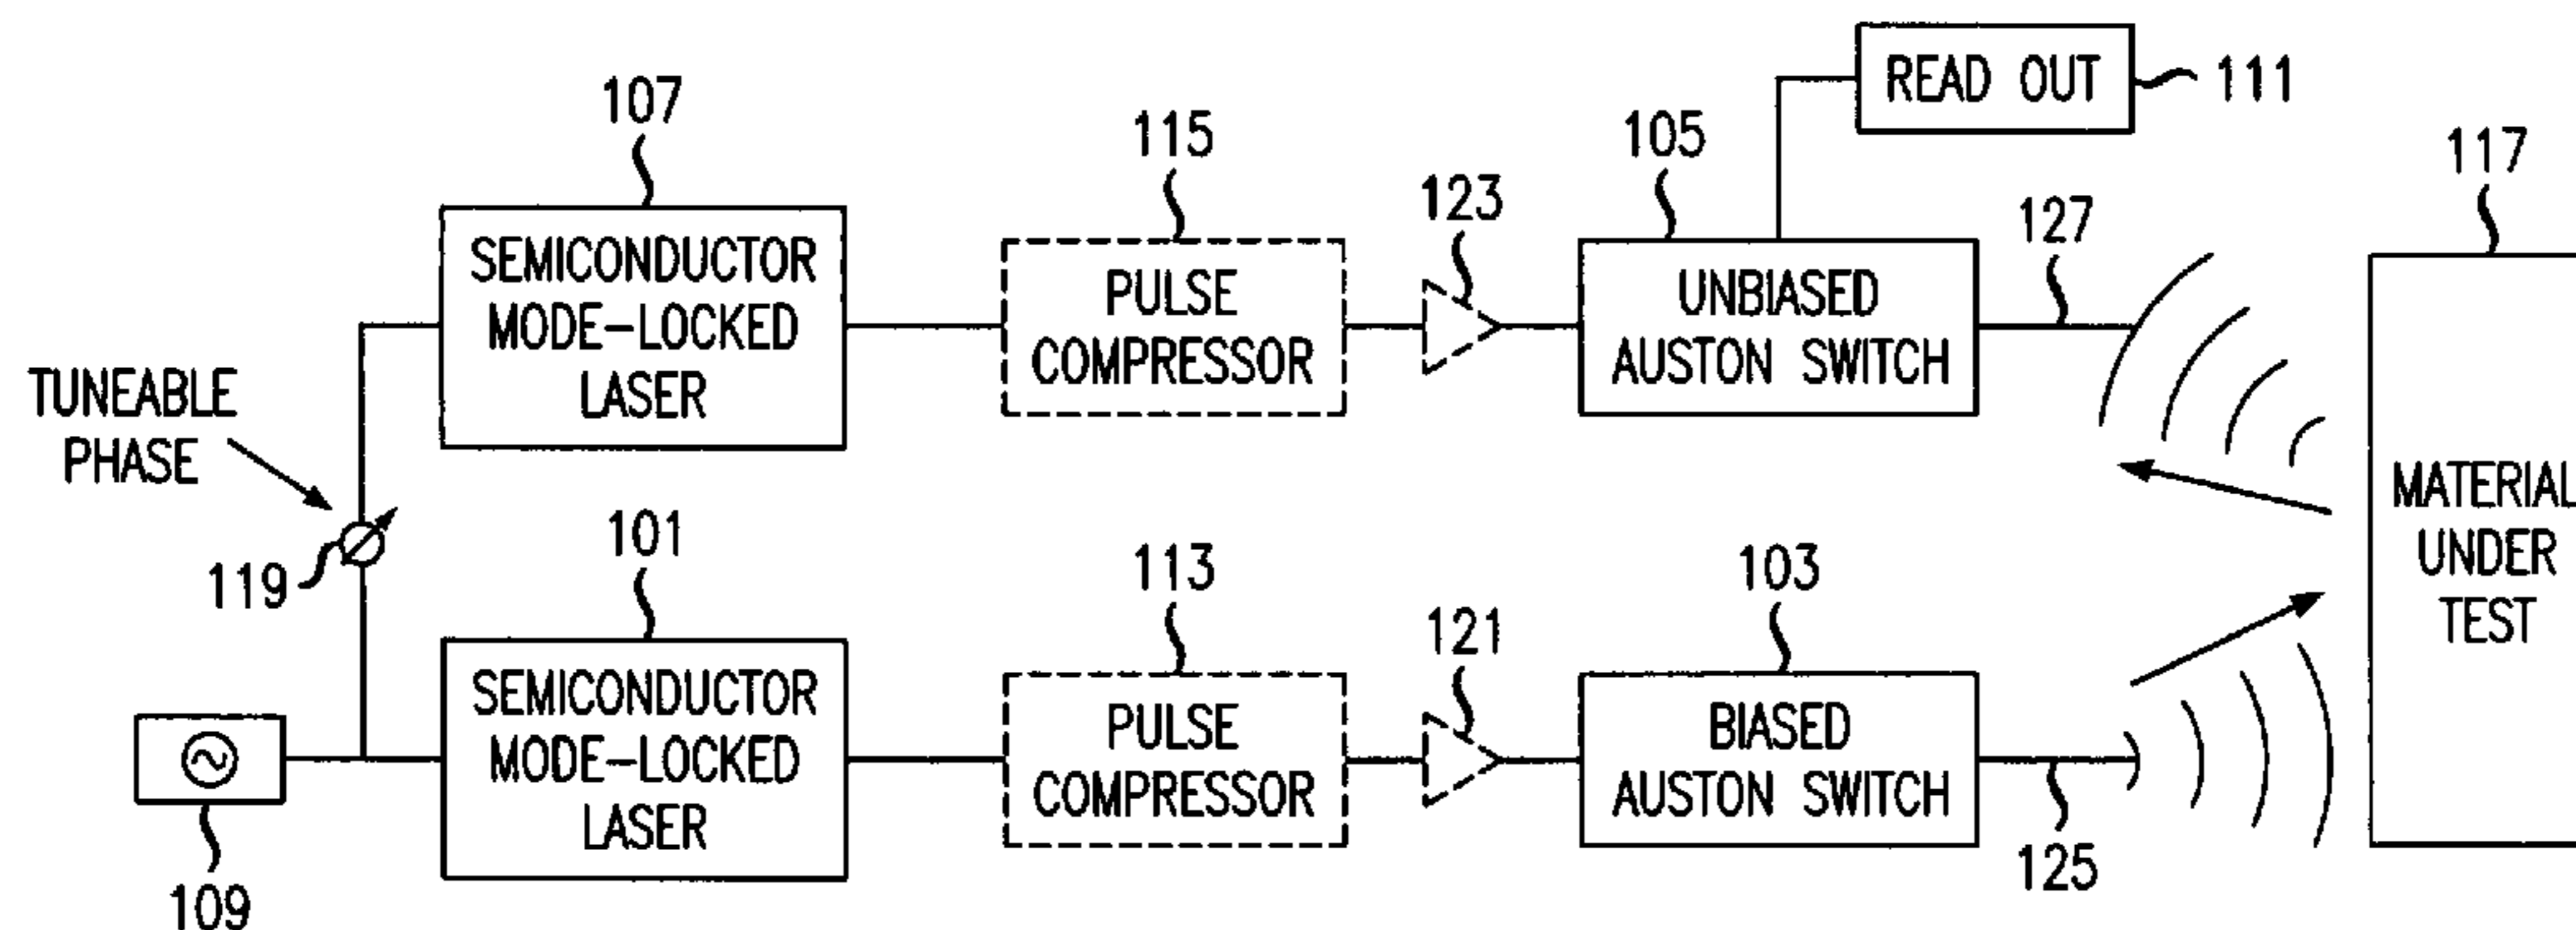 READ OUT
111
107
115
105
117
123
127
SEMICONDUCTOR
MODE-LOCKED
LASER
PULSE
COMPRESSOR
UNBIASED
AUSTON SWITCH
TUNEABLE
PHASE
119
MATERIAL
UNDER
TEST
101
113
103
121
SEMICONDUCTOR
MODE-LOCKED
LASER
PULSE
COMPRESSOR
BIASED
AUSTON SWITCH
125
109